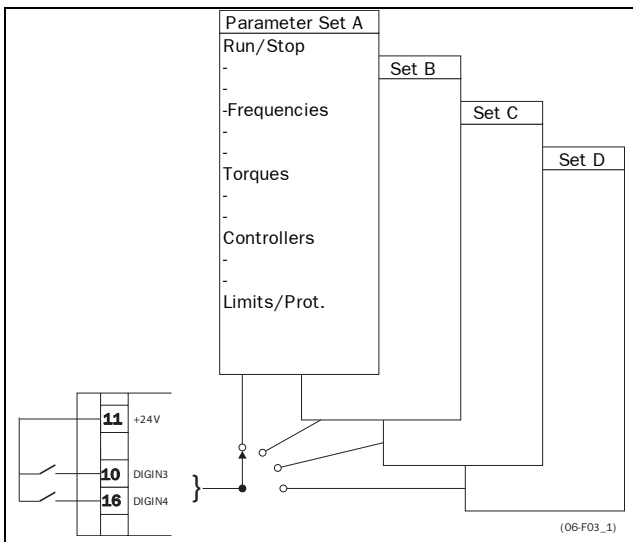 Parameter Set A
Run/Stop
-
-
-Frequencies
-
-
Torques
-
-
Controllers
-
-
Limits/Prot.
Set B
Set C
Set D
11 +24V
10 DIGIN3
16 DIGIN4
}
(06-F03_1)